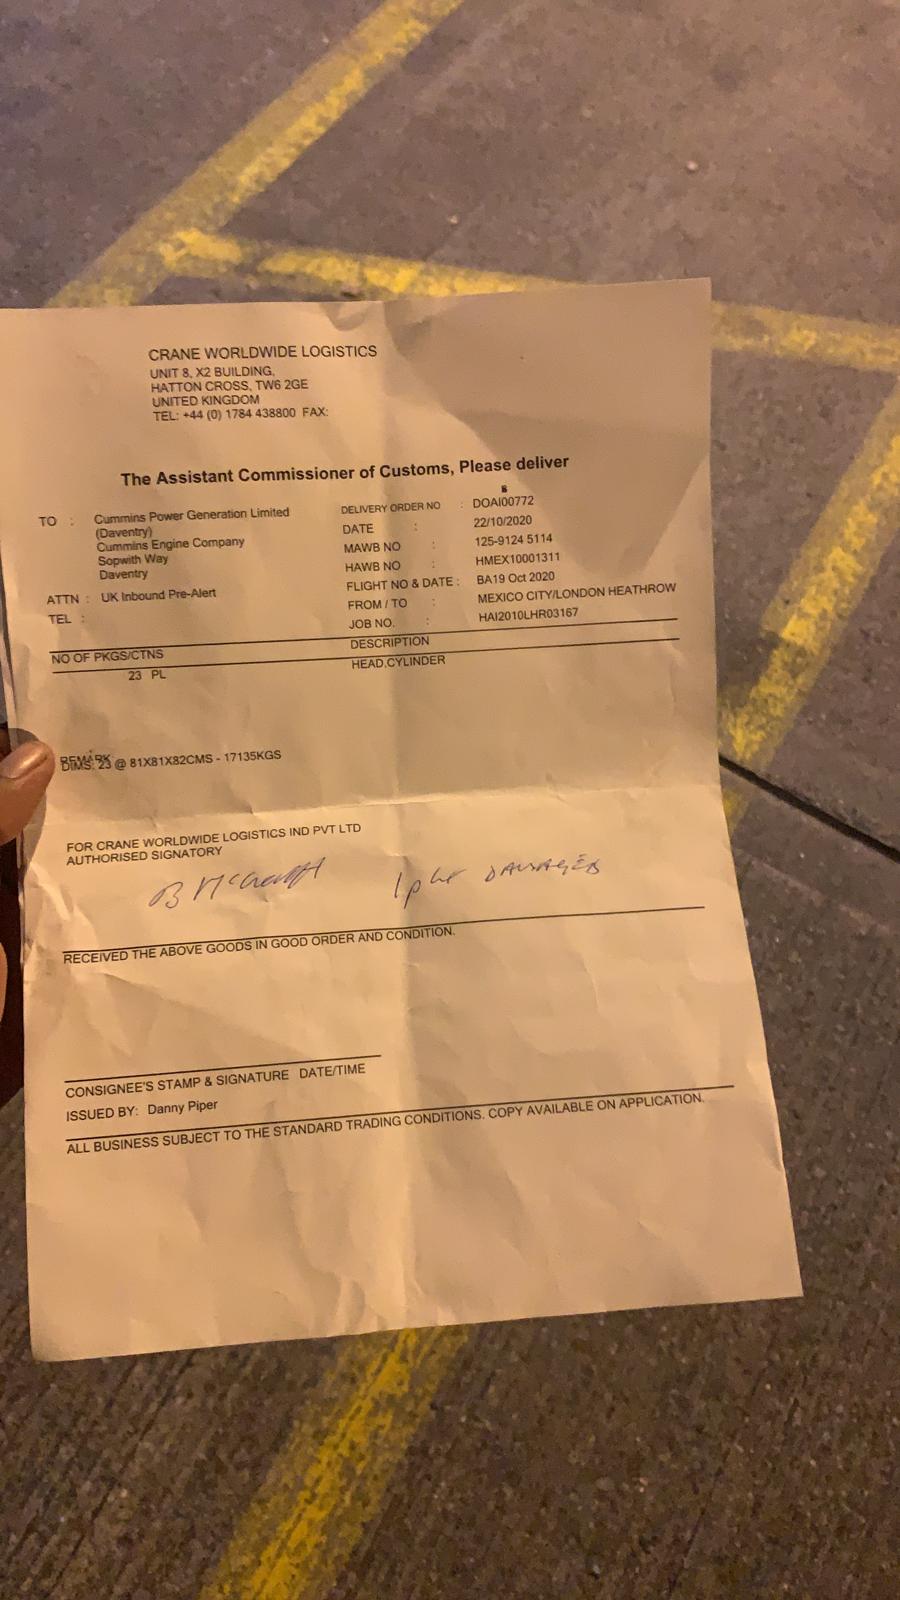 CRANE WORLDWIDE LOGISTICS
UNIT 8, X2 BUILDING,
HATTON CROSS, TW6 2GE
UNITED KINGDOM
TEL: +44 (0) 1784 438800 FAX:
The Assistant Commissioner of Customs, Please deliver
TO : Cummins Power Generation Limited
(Daventry)
Cummins Engine Company
Sopwith Way
Daventry
ATTN : UK Inbound Pre-Alert
TEL :
DELIVERY ORDER NO : DOAI00772
DATE : 22/10/2020
MAWB NO : 125-9124 5114
HAWB NO : HMEX10001311
FLIGHT NO & DATE : BA19 Oct 2020
FROM / TO : MEXICO CITY/LONDON HEATHROW
JOB NO. : HAI2010LHR03167
NO OF PKGS/CTNS DESCRIPTION
23 PL HEAD,CYLINDER
REMARK
DIMS: 23 @ 81X81X82CMS - 17135KGS
FOR CRANE WORLDWIDE LOGISTICS IND PVT LTD
AUTHORISED SIGNATORY
1 DAMAGED
RECEIVED THE ABOVE GOODS IN GOOD ORDER AND CONDITION.
CONSIGNEE'S STAMP & SIGNATURE DATE/TIME
ISSUED BY: Danny Piper
ALL BUSINESS SUBJECT TO THE STANDARD TRADING CONDITIONS. COPY AVAILABLE ON APPLICATION.